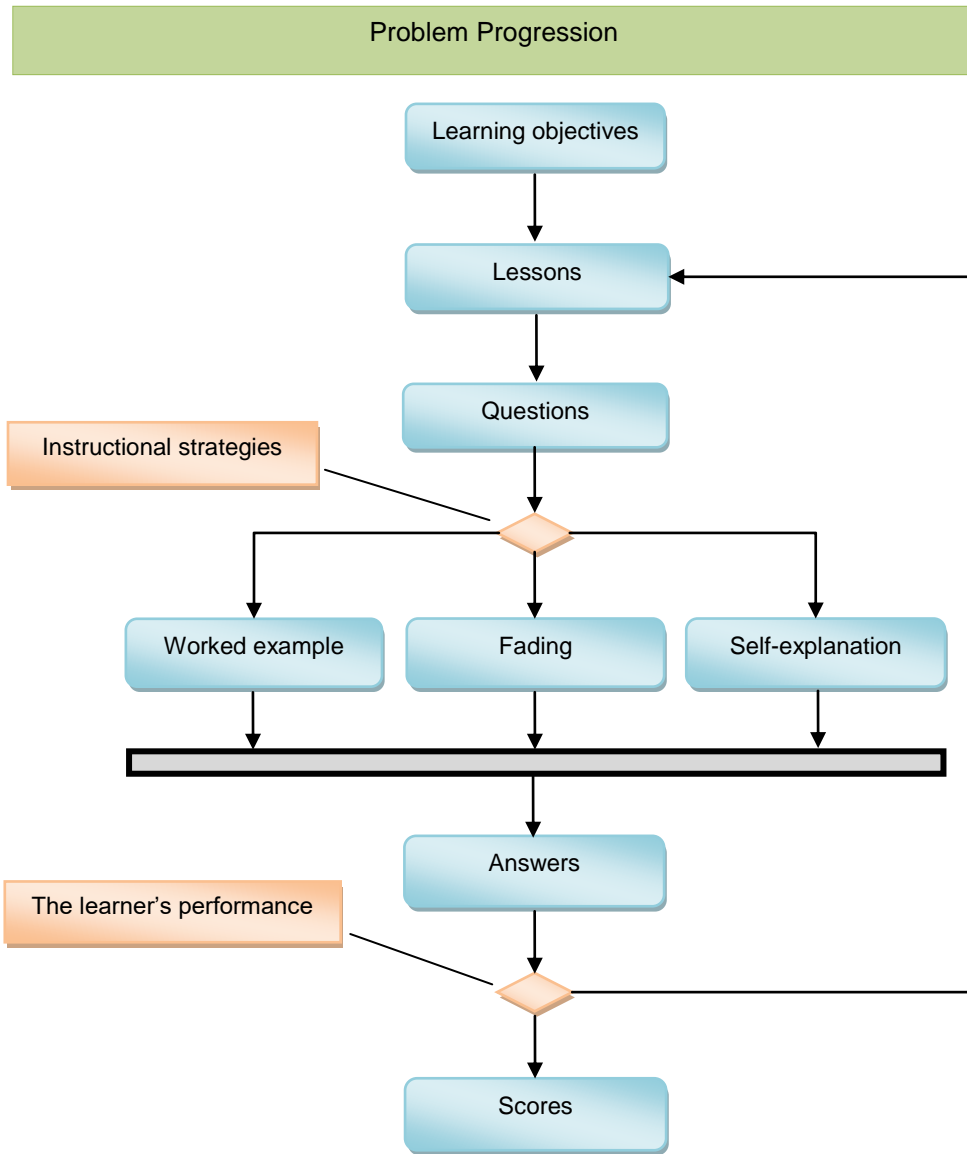 Problem Progression
Learning objectives
Lessons
Questions
Instructional strategies
Worked example
Fading
Self-explanation
Answers
The learner’s performance
Scores